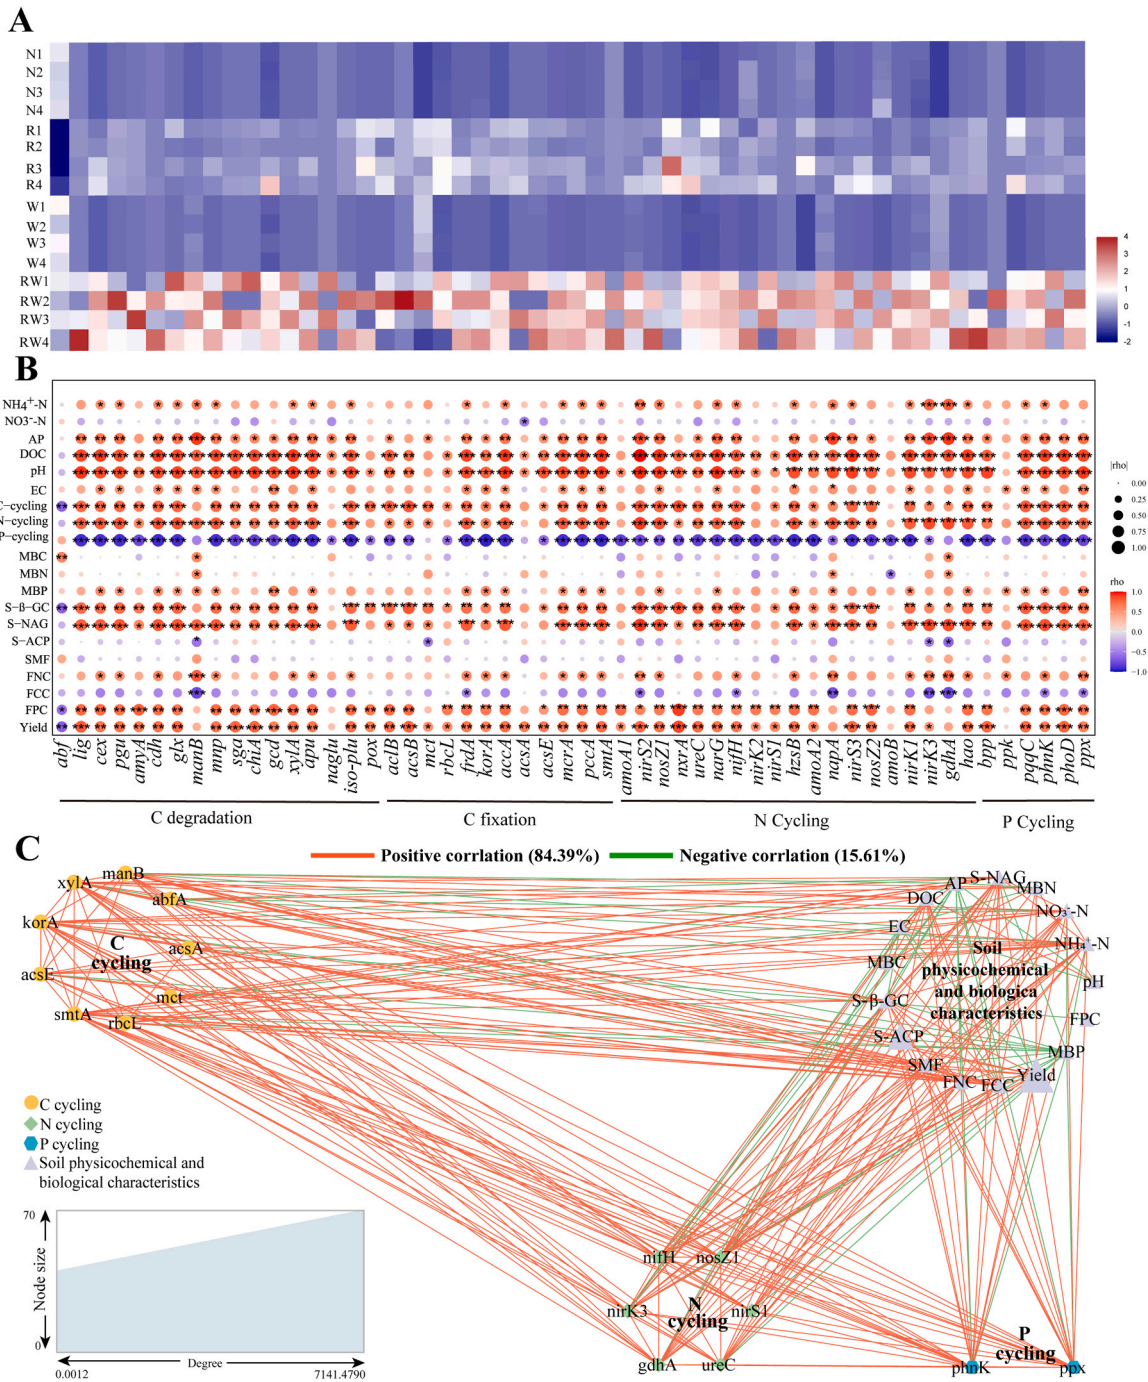 A
N1
N2
N3
N4
R1
R2
R3
R4
W1
W2
W3
W4
RW1
RW2
RW3
RW4
4
3
2
1
0
-1
-2
B
NH₄⁺-N
NO3⁻-N
AP
DOC
pH
EC
C-cycling
N-cycling
P-cycling
MBC
MBN
MBP
S-ß-GC
S-NAG
S-ACP
SMF
FNC
FCC
FPC
Yield
|rho|
0.00
0.25
0.50
0.75
1.00
rho
1.0
0.5
0.0
−0.5
−1.0
abf lig cex pgu amyA cdh glx manB mnp sga chiA gcd xylA apu naglu iso-plu pox aclB acsB mct rbcL frdA korA accA acsA acsE mcrA pccA smtA amoA1 nirS2 nosZ1 nxrA ureC narG nifH nirK2 nirS1 hzsB amoA2 napA nirS3 nosZ2 amoB nirK1 nirK3 gdhA hao bpp ppk pqqC phnK phoD ppx
C degradation C fixation N Cycling P Cycling
C
Positive corrlation (84.39%) Negative corrlation (15.61%)
manB
xylA
abfA
korA
acsA
C
cycling
acsE
mct
smtA
rbcL
S-NAG
AP
MBN
DOC
NO₃⁻-N
EC
NH₄⁺-N
MBC
pH
Soil
physicochemical
and biologica
characteristics
S-β-GC
FPC
S-ACP
MBP
SMF
Yield
FNC
FCC
C cycling
N cycling
P cycling
Soil physicochemical and
biological characteristics
70
Node size
0
Degree
0.0012 7141.4790
nifH nosZ1
nirK3 nirS1
N
cycling
gdhA ureC
P
cycling
phnK ppx